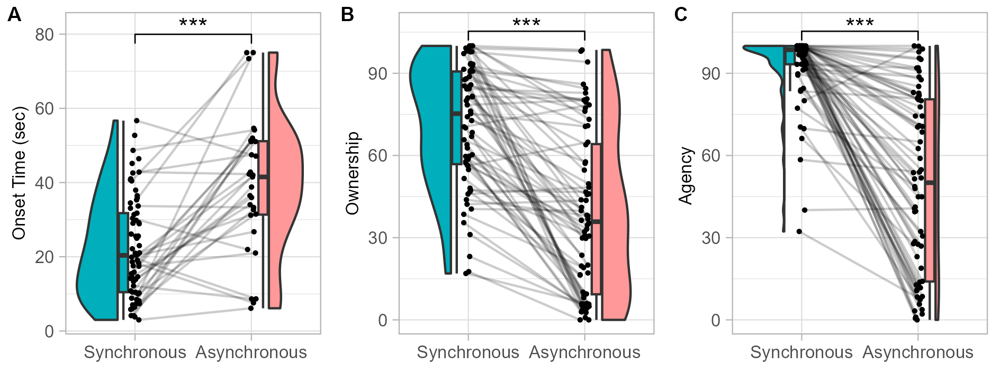 A
***
Onset Time (sec)
80
60
40
20
0
Synchronous Asynchronous
B
***
Ownership
90
60
30
0
Synchronous Asynchronous
C
***
Agency
90
60
30
0
Synchronous Asynchronous